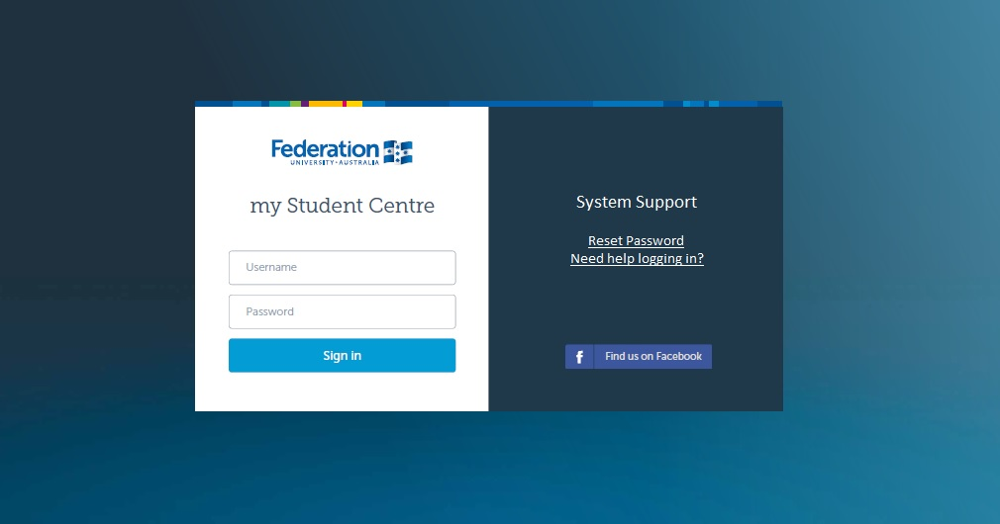 Federation
UNIVERSITY • AUSTRALIA
my Student Centre
Username
Password
Sign in
System Support
Reset Password
Need help logging in?
f
Find us on Facebook